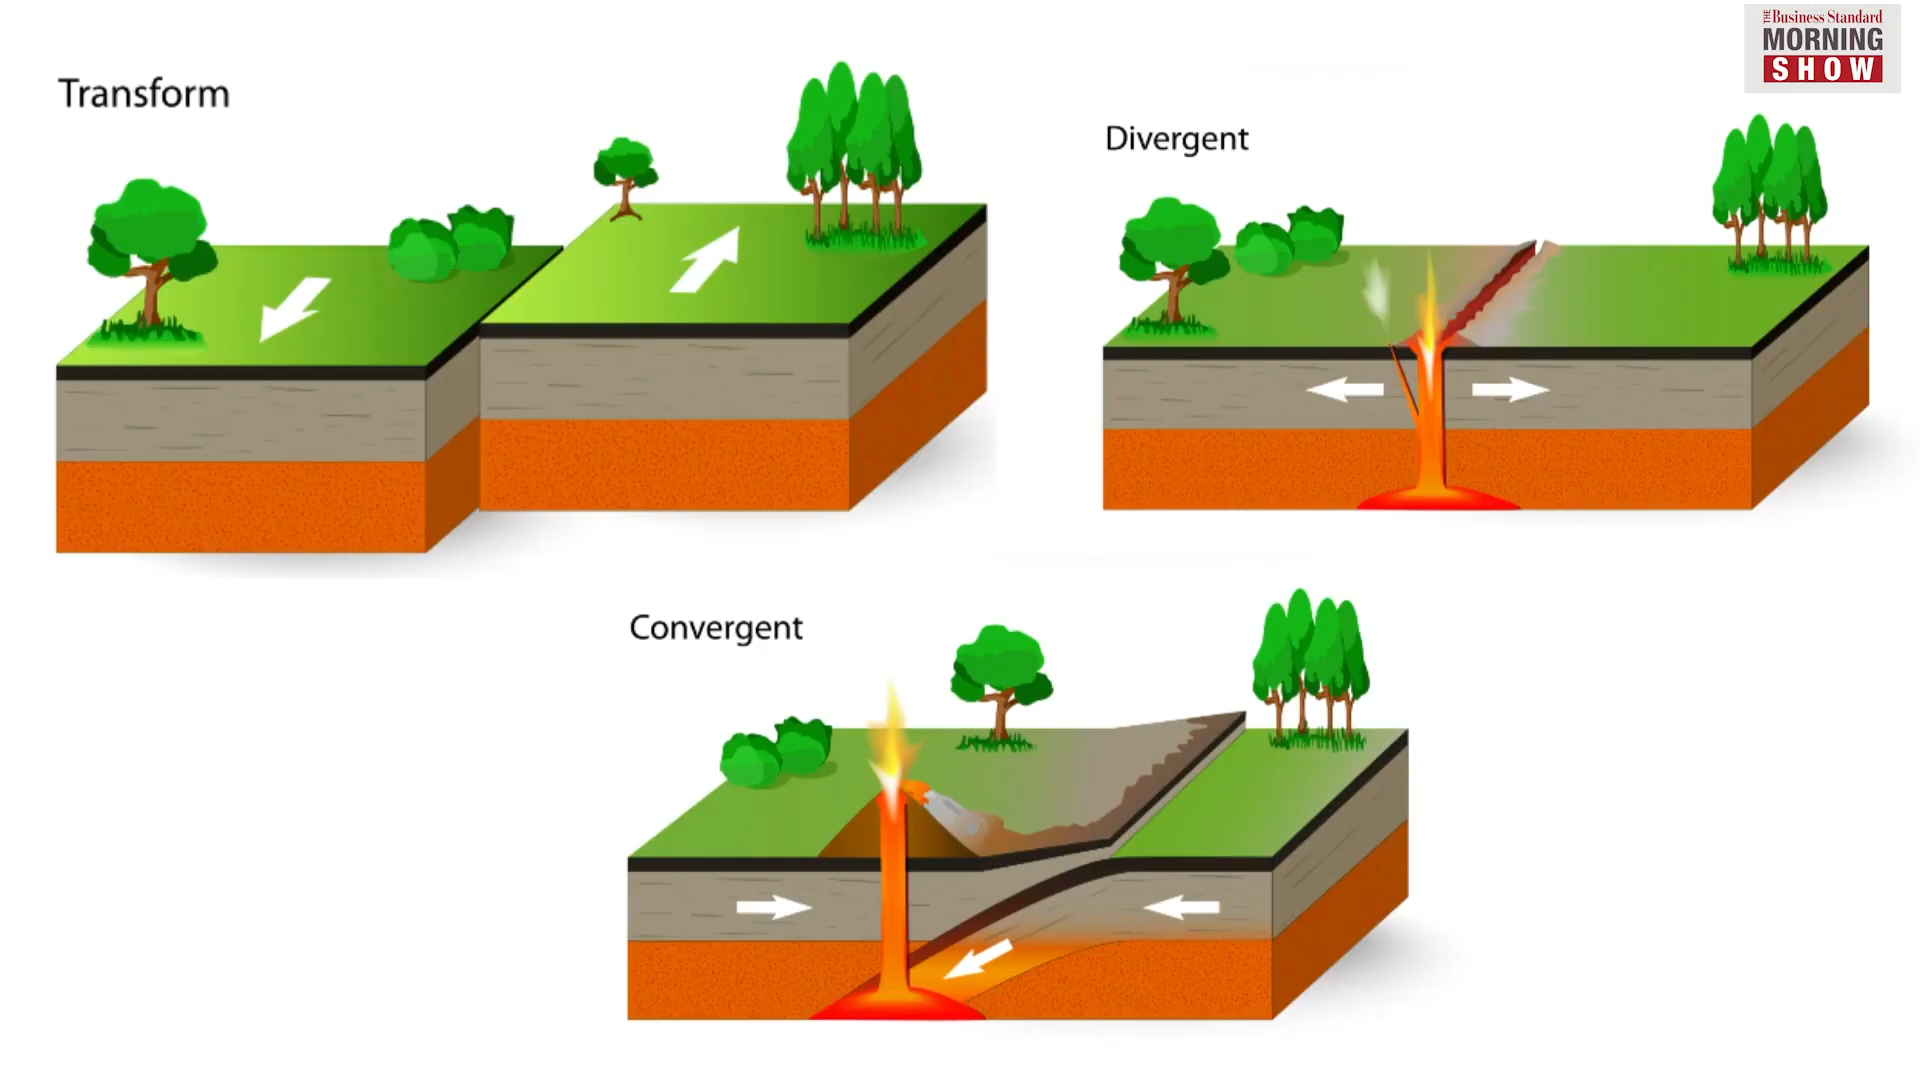 THE Business Standard
MORNING
SHOW
Transform
Divergent
Convergent